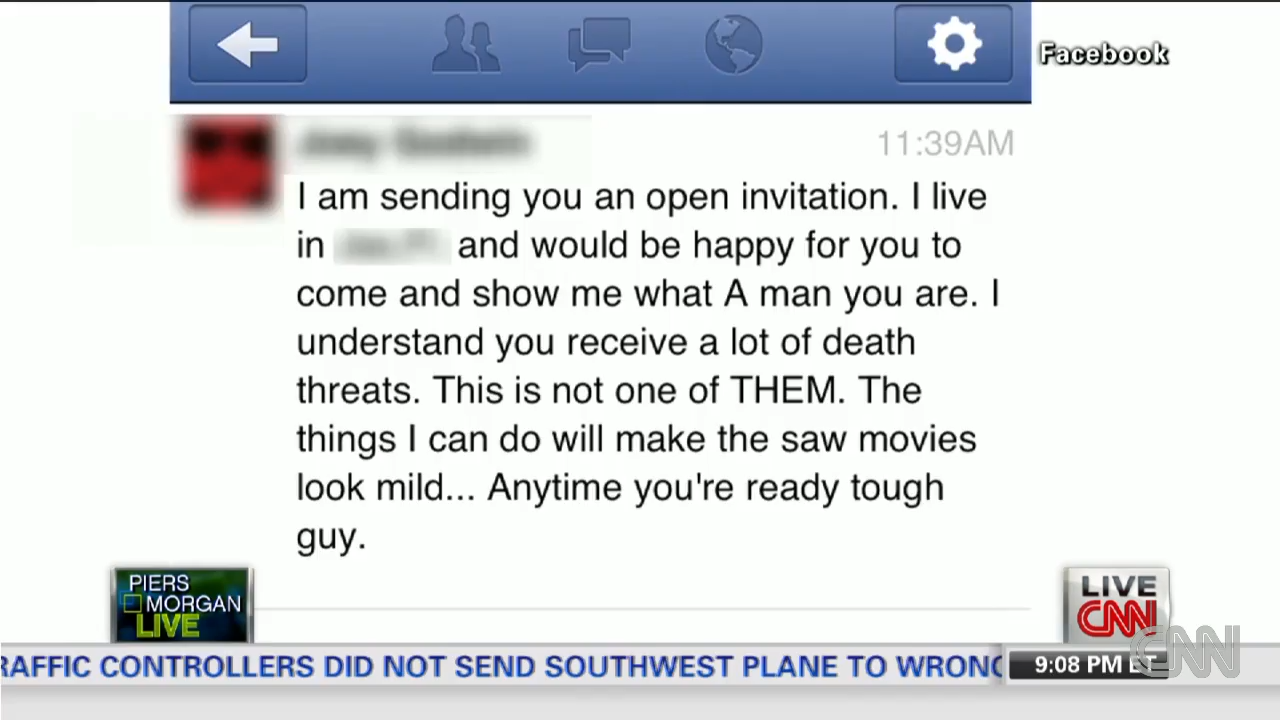 Facebook
11:39AM
I am sending you an open invitation. I live
in and would be happy for you to
come and show me what A man you are. I
understand you receive a lot of death
threats. This is not one of THEM. The
things I can do will make the saw movies
look mild... Anytime you're ready tough
guy.
PIERS
MORGAN
LIVE
LIVE
CNN
CNN
RAFFIC CONTROLLERS DID NOT SEND SOUTHWEST PLANE TO WRONG
9:08 PM ET